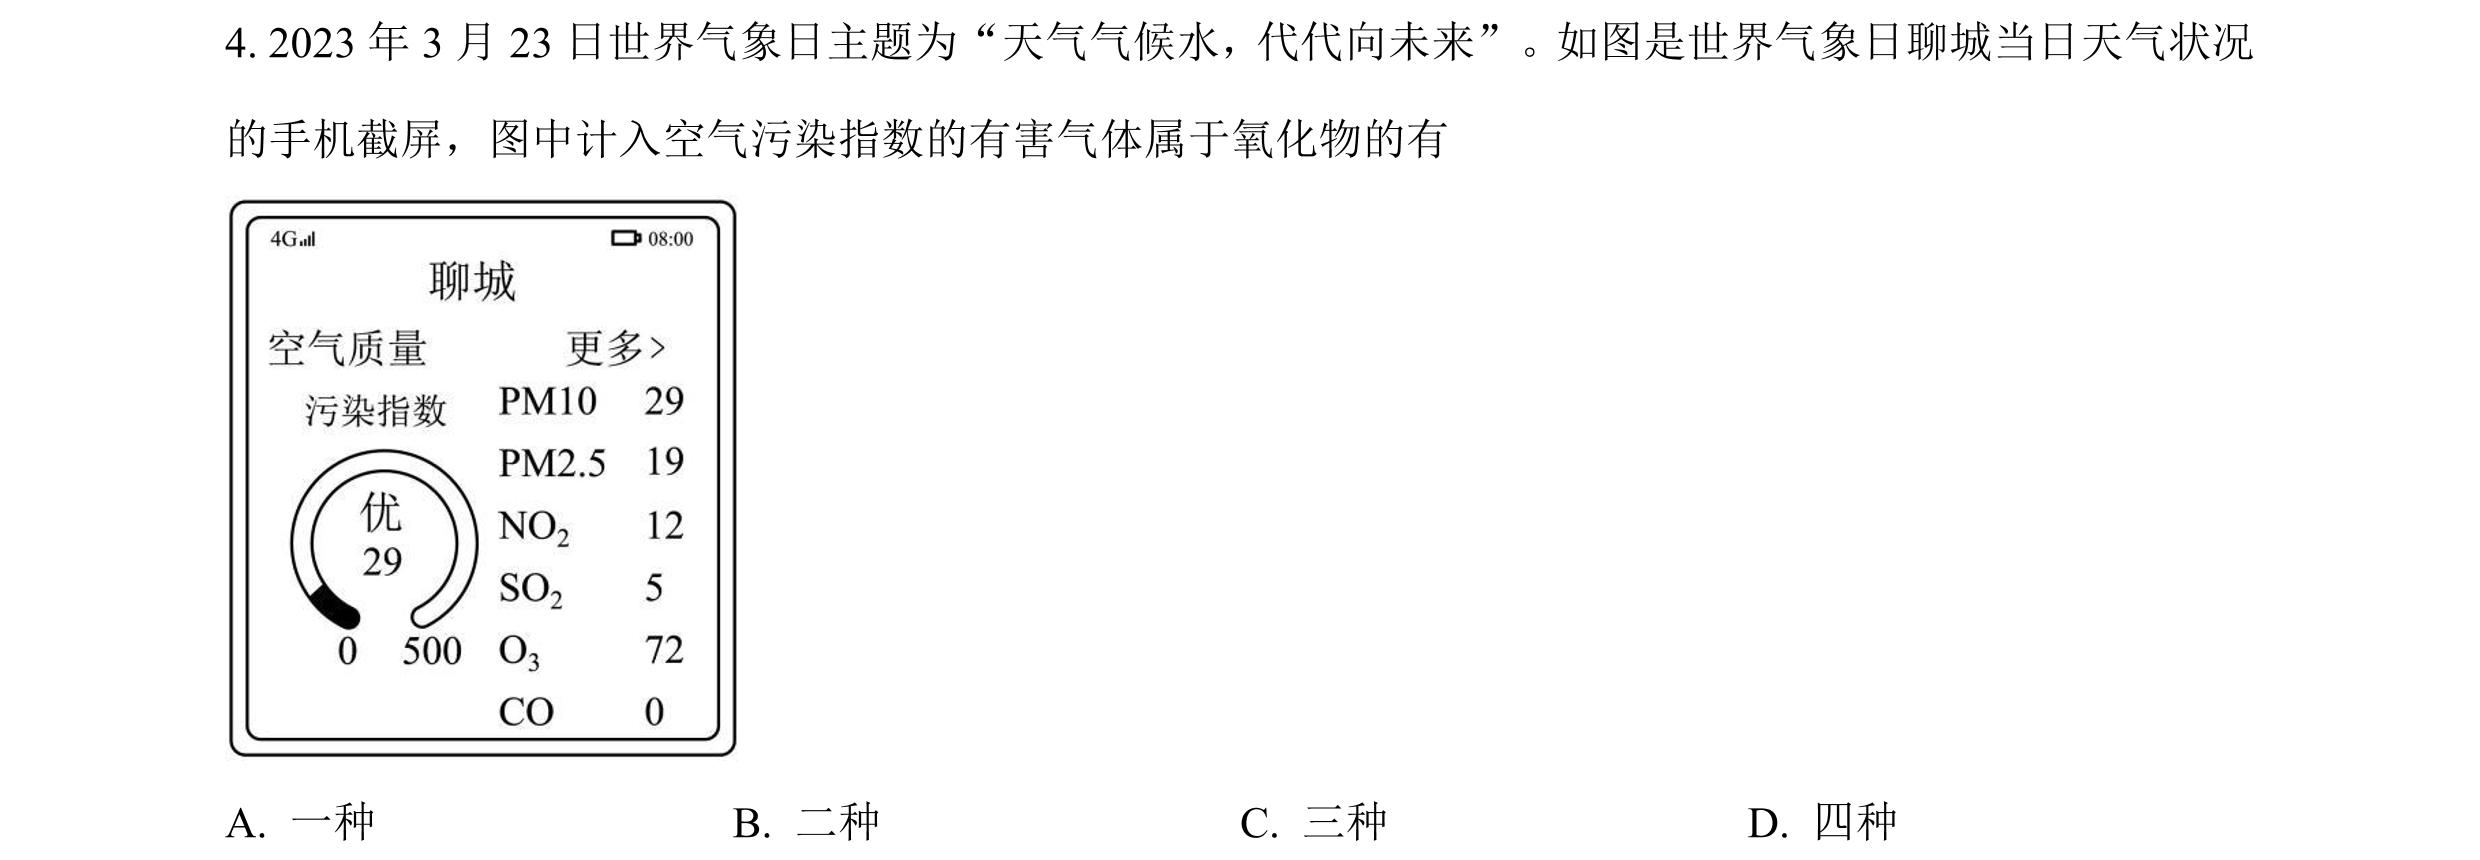 4. 2023 年 3 月 23 日世界气象日主题为“天气气候水，代代向未来”。如图是世界气象日聊城当日天气状况
的手机截屏，图中计入空气污染指数的有害气体属于氧化物的有
4G 08:00
聊城
空气质量 更多>
污染指数
优
29
0 500
PM10 29
PM2.5 19
NO₂ 12
SO₂ 5
O₃ 72
CO 0
A. 一种 B. 二种 C. 三种 D. 四种